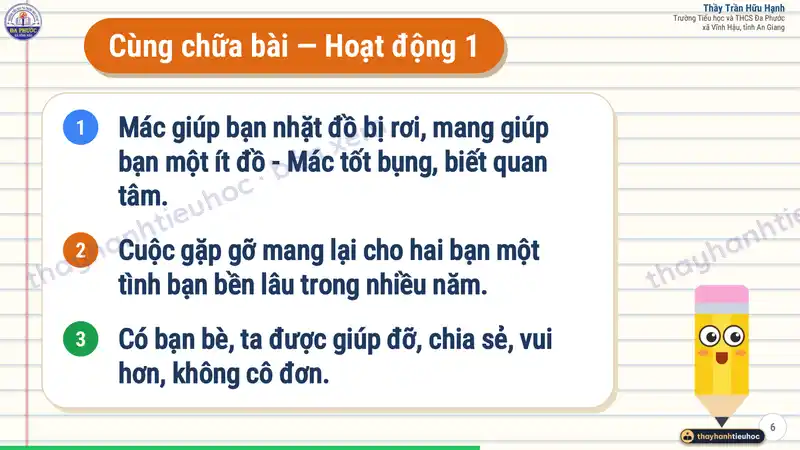 ĐA PHƯỚC
Cùng chữa bài – Hoạt động 1
Thầy Trần Hữu Hạnh
Trường Tiểu học và THCS Đa Phước
xã Vĩnh Hậu, tỉnh An Giang
1
Mác giúp bạn nhặt đồ bị rơi, mang giúp
bạn một ít đồ - Mác tốt bụng, biết quan
tâm.
2
Cuộc gặp gỡ mang lại cho hai bạn một
tình bạn bền lâu trong nhiều năm.
3
Có bạn bè, ta được giúp đỡ, chia sẻ, vui
hơn, không cô đơn.
thayhanhtieuhoc
6